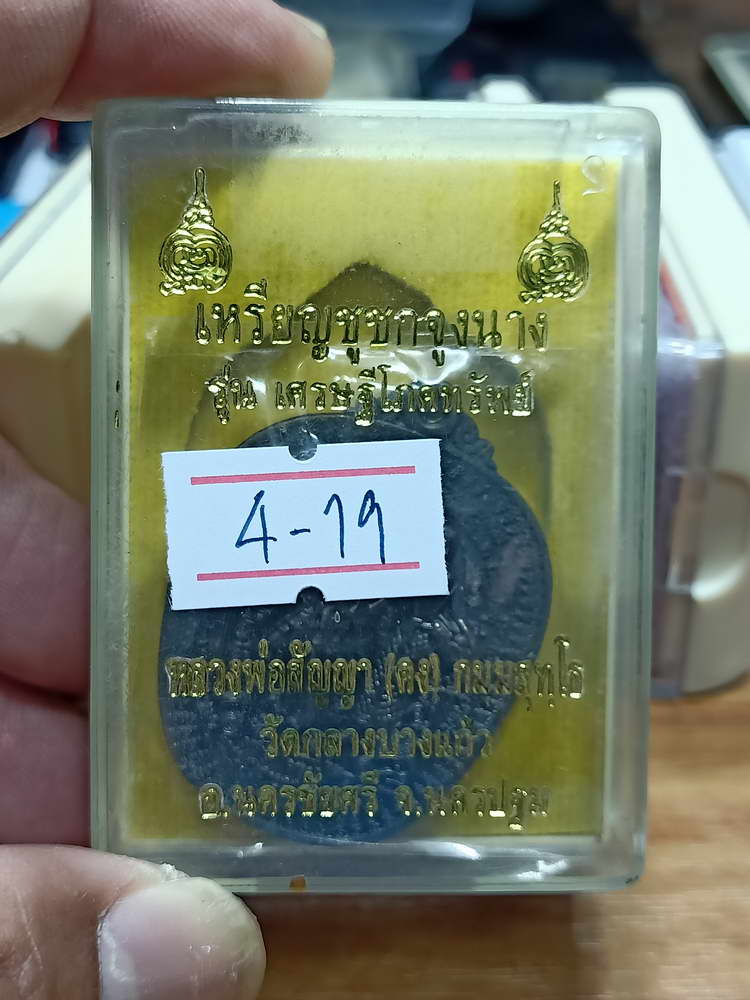 เหรียญชูชกจูงนาง
รุ่น เศรษฐีโภคทรัพย์
4-19
หลวงพ่อสัญญา (คง) กมฺมสุทฺโธ
วัดกลางบางแก้ว
อ.นครชัยศรี จ.นครปฐม